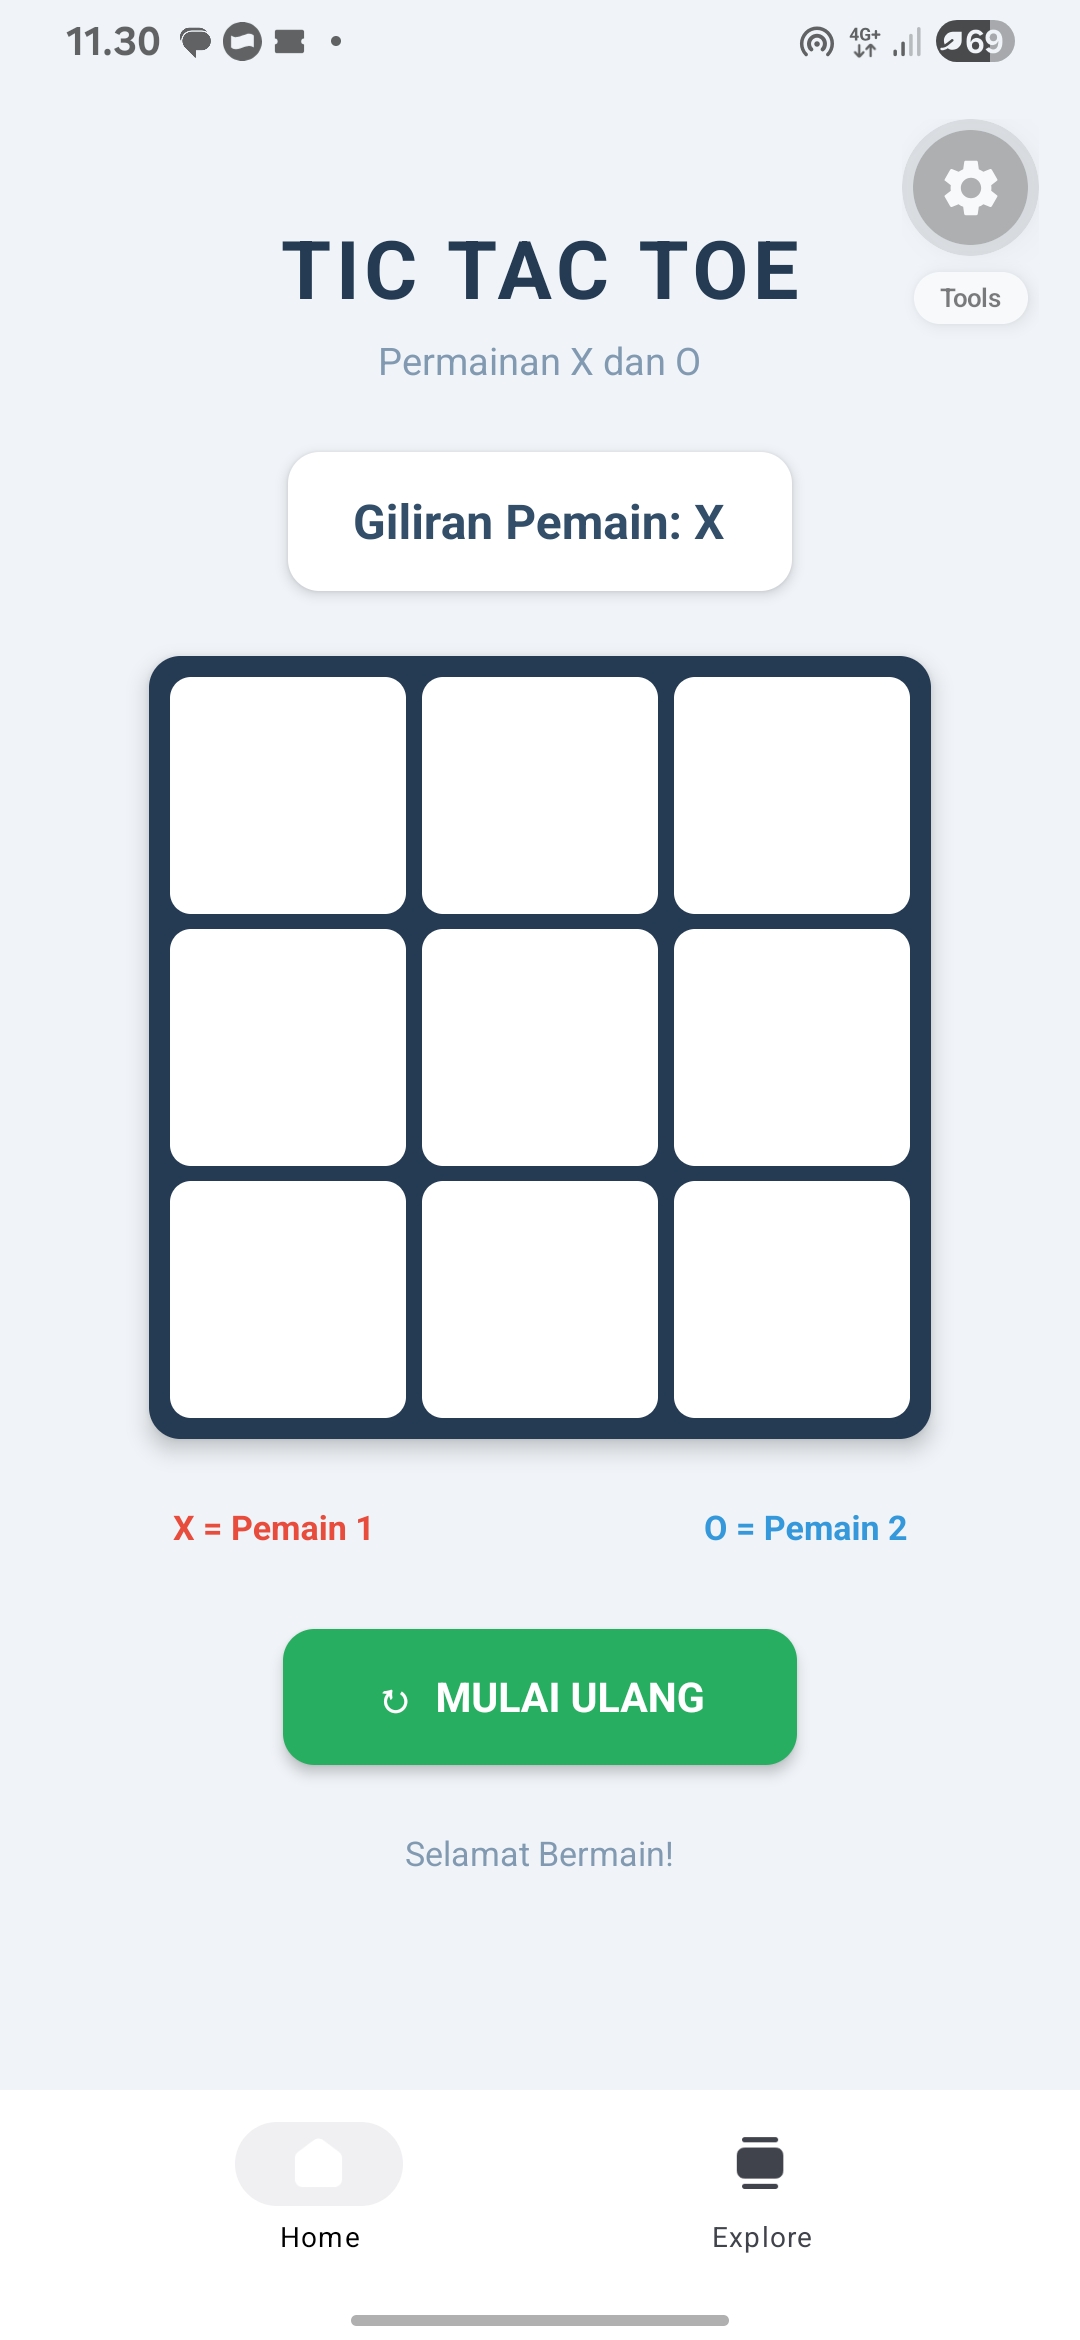 11.30
4G+
69
Tools
TIC TAC TOE
Permainan X dan O
Giliran Pemain: X
X = Pemain 1
O = Pemain 2
↻ MULAI ULANG
Selamat Bermain!
Home
Explore